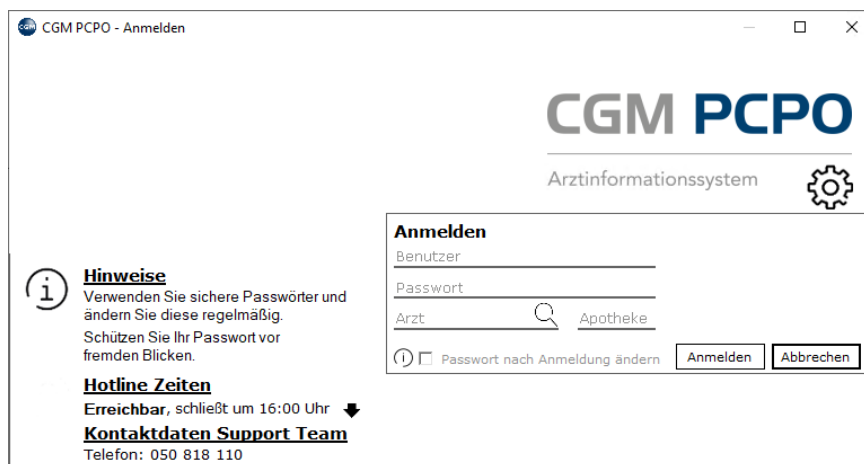 CGM PCPO - Anmelden
CGM PCPO
Arztinformationssystem
Anmelden
Benutzer
Passwort
Arzt
Apotheke
Passwort nach Anmeldung ändern
Anmelden
Abbrechen
Hinweise
Verwenden Sie sichere Passwörter und
ändern Sie diese regelmäßig.
Schützen Sie Ihr Passwort vor
fremden Blicken.
Hotline Zeiten
Erreichbar, schließt um 16:00 Uhr
Kontaktdaten Support Team
Telefon: 050 818 110